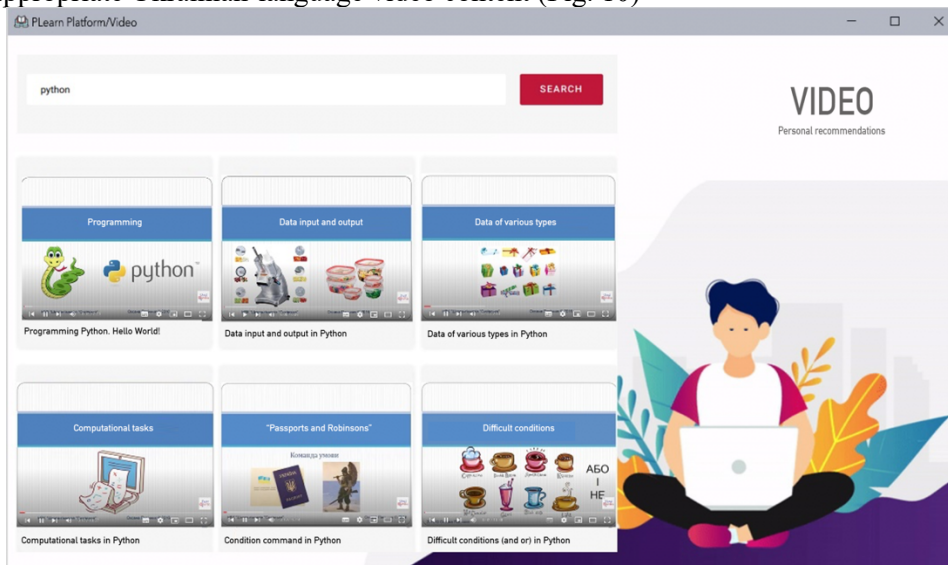 appropriate Ukrainian-language video content (Fig. 10)
PLearn Platform/Video
python
SEARCH
VIDEO
Personal recommendations
Programming
python
Programming Python. Hello World!
Data input and output
Data input and output in Python
Data of various types
Data of various types in Python
Computational tasks
Computational tasks in Python
"Passports and Robinsons"
Команда умови
УКРАЇНА
Condition command in Python
Difficult conditions
АБО
І
НЕ
Difficult conditions (and or) in Python